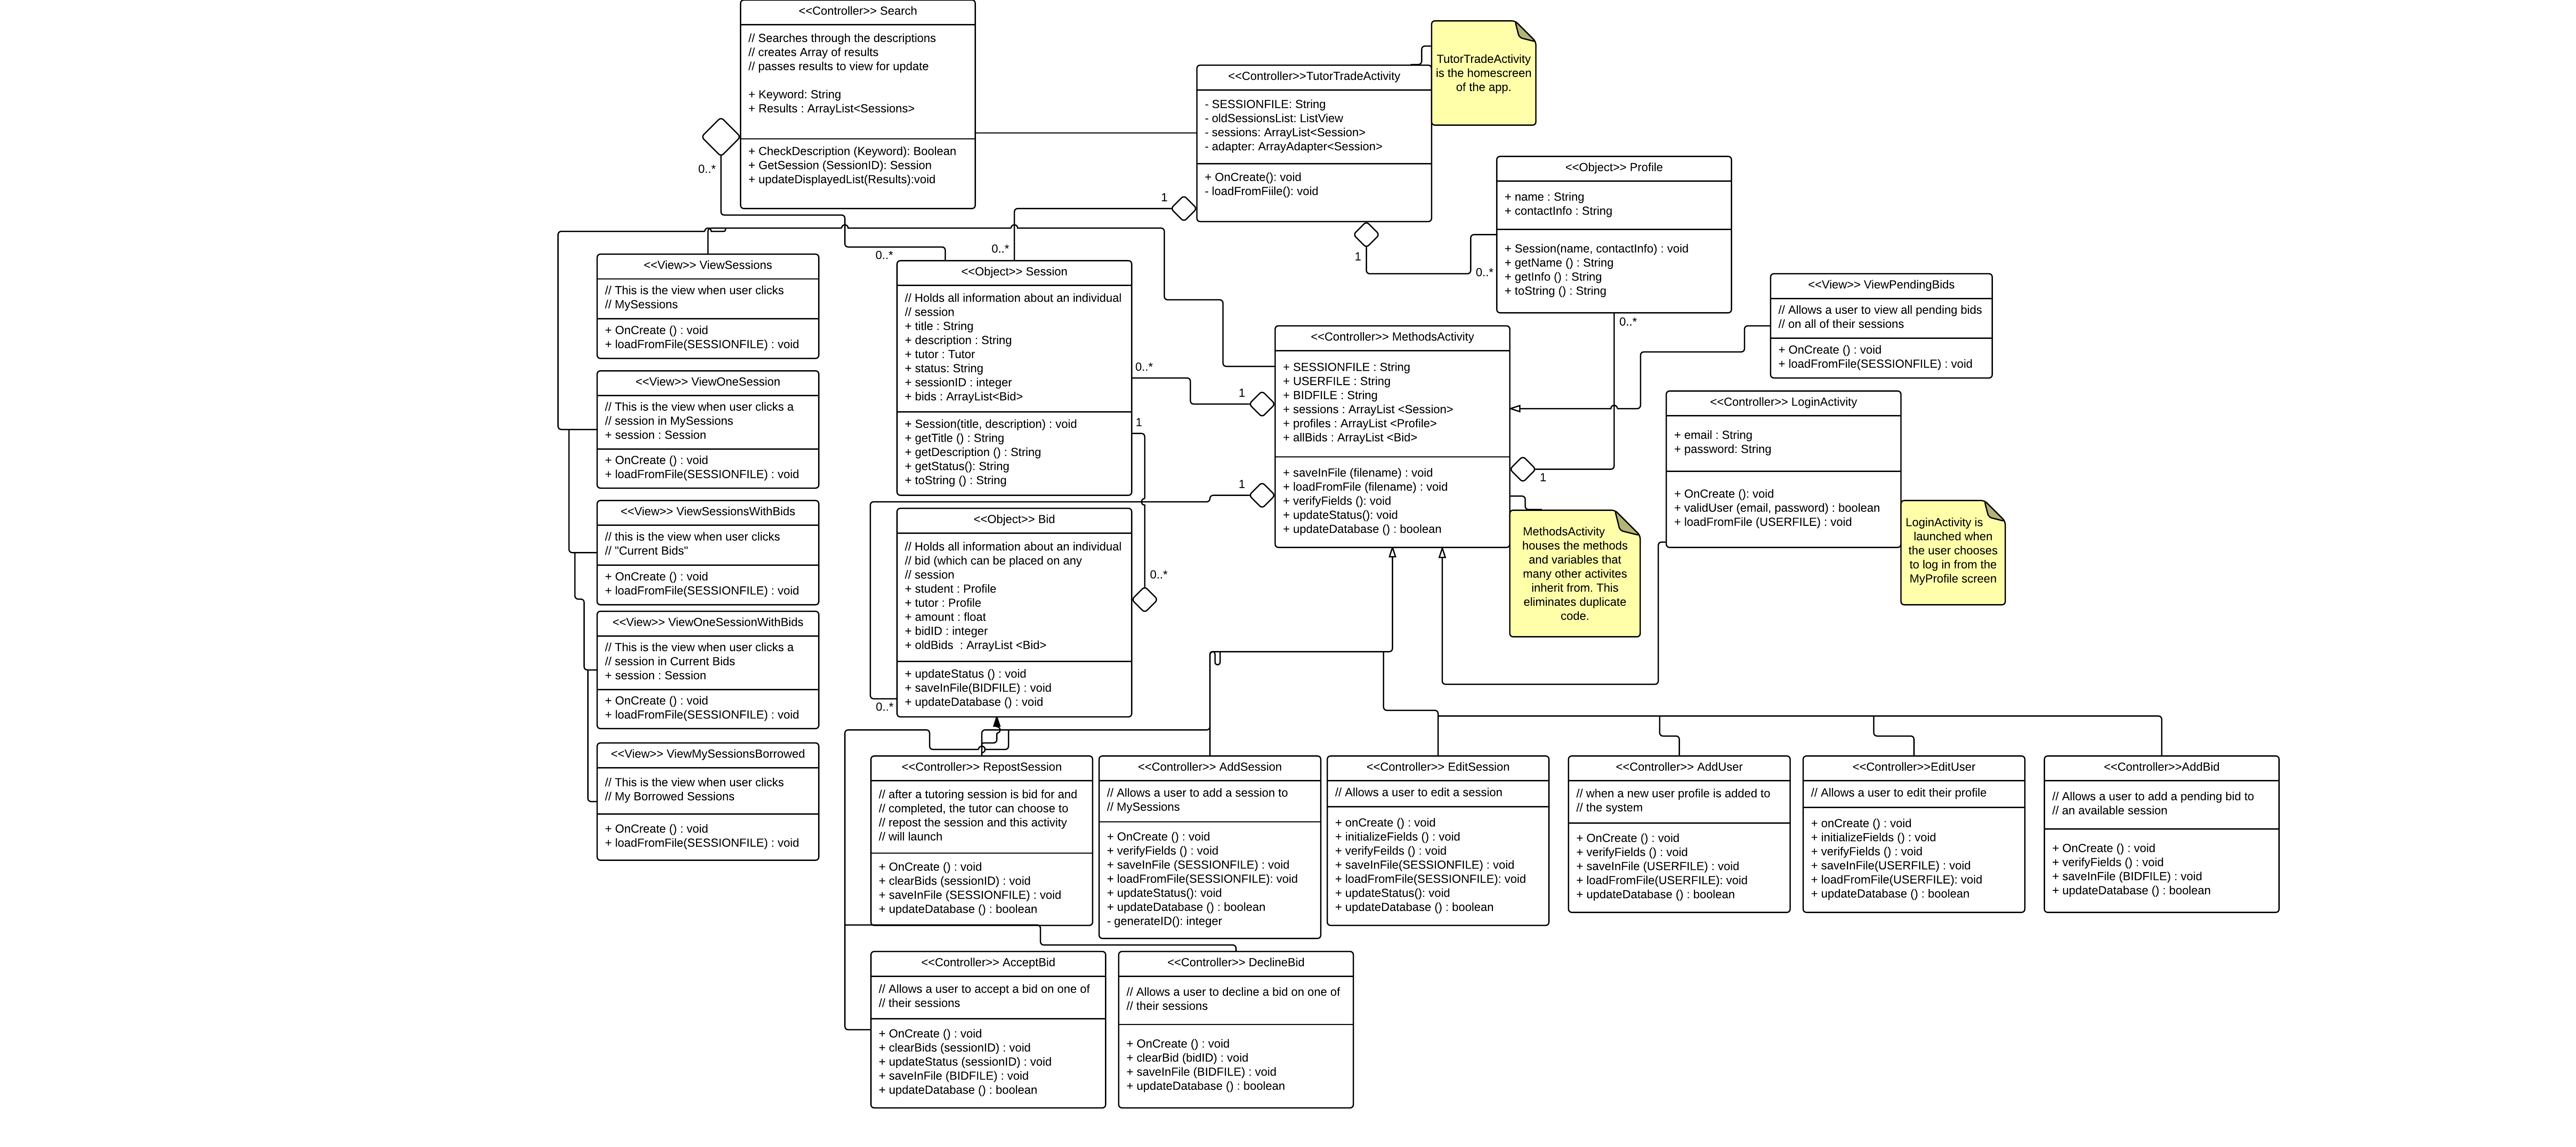 <<Controller>> Search
// Searches through the descriptions
// creates Array of results
// passes results to view for update
+ Keyword: String
+ Results : ArrayList<Sessions>
+ CheckDescription (Keyword): Boolean
+ GetSession (SessionID): Session
+ updateDisplayedList(Results):void
0..*
<<Controller>>TutorTradeActivity
- SESSIONFILE: String
- oldSessionsList: ListView
- sessions: ArrayList<Session>
- adapter: ArrayAdapter<Session>
+ OnCreate(): void
- loadFromFiile(): void
TutorTradeActivity
is the homescreen
of the app.
1
0..*
0..*
1
0..*
<<Object>> Profile
+ name : String
+ contactInfo : String
+ Session(name, contactInfo) : void
+ getName () : String
+ getInfo () : String
+ toString () : String
0..*
<<View>> ViewPendingBids
// Allows a user to view all pending bids
// on all of their sessions
+ OnCreate () : void
+ loadFromFile(SESSIONFILE) : void
<<View>> ViewSessions
// This is the view when user clicks
// MySessions
+ OnCreate () : void
+ loadFromFile(SESSIONFILE) : void
<<View>> ViewOneSession
// This is the view when user clicks a
// session in MySessions
+ session : Session
+ OnCreate () : void
+ loadFromFile(SESSIONFILE) : void
<<View>> ViewSessionsWithBids
// this is the view when user clicks
// "Current Bids"
+ OnCreate () : void
+ loadFromFile(SESSIONFILE) : void
<<View>> ViewOneSessionWithBids
// This is the view when user clicks a
// session in Current Bids
+ session : Session
+ OnCreate () : void
+ loadFromFile(SESSIONFILE) : void
<<View>> ViewMySessionsBorrowed
// This is the view when user clicks
// My Borrowed Sessions
+ OnCreate () : void
+ loadFromFile(SESSIONFILE) : void
<<Object>> Session
// Holds all information about an individual
// session
+ title : String
+ description : String
+ tutor : Tutor
+ status: String
+ sessionID : integer
+ bids : ArrayList<Bid>
+ Session(title, description) : void
+ getTitle () : String
+ getDescription () : String
+ getStatus(): String
+ toString () : String
0..*
1
1
1
0..*
<<Object>> Bid
// Holds all information about an individual
// bid (which can be placed on any
// session
+ student : Profile
+ tutor : Profile
+ amount : float
+ bidID : integer
+ oldBids  : ArrayList <Bid>
+ updateStatus () : void
+ saveInFile(BIDFILE) : void
+ updateDatabase () : void
0..*
<<Controller>> MethodsActivity
+ SESSIONFILE : String
+ USERFILE : String
+ BIDFILE : String
+ sessions : ArrayList <Session>
+ profiles : ArrayList <Profile>
+ allBids : ArrayList <Bid>
+ saveInFile (filename) : void
+ loadFromFile (filename) : void
+ verifyFields (): void
+ updateStatus(): void
+ updateDatabase () : boolean
1
MethodsActivity
houses the methods
and variables that
many other activites
inherit from. This
eliminates duplicate
code.
<<Controller>> LoginActivity
+ email : String
+ password: String
+ OnCreate (): void
+ validUser (email, password) : boolean
+ loadFromFile (USERFILE) : void
LoginActivity is
launched when
the user chooses
to log in from the
MyProfile screen
<<Controller>> RepostSession
// after a tutoring session is bid for and
// completed, the tutor can choose to
// repost the session and this activity
// will launch
+ OnCreate () : void
+ clearBids (sessionID) : void
+ saveInFile (SESSIONFILE) : void
+ updateDatabase () : boolean
<<Controller>> AddSession
// Allows a user to add a session to
// MySessions
+ OnCreate () : void
+ verifyFields () : void
+ saveInFile (SESSIONFILE) : void
+ loadFromFile(SESSIONFILE): void
+ updateStatus(): void
+ updateDatabase () : boolean
- generateID(): integer
<<Controller>> EditSession
// Allows a user to edit a session
+ onCreate () : void
+ initializeFields () : void
+ verifyFeilds () : void
+ saveInFile(SESSIONFILE) : void
+ loadFromFile(SESSIONFILE): void
+ updateStatus(): void
+ updateDatabase () : boolean
<<Controller>> AddUser
// when a new user profile is added to
// the system
+ OnCreate () : void
+ verifyFields () : void
+ saveInFile (USERFILE) : void
+ loadFromFile(USERFILE): void
+ updateDatabase () : boolean
<<Controller>>EditUser
// Allows a user to edit their profile
+ onCreate () : void
+ initializeFields () : void
+ verifyFields () : void
+ saveInFile(USERFILE) : void
+ loadFromFile(USERFILE): void
+ updateDatabase () : boolean
<<Controller>>AddBid
// Allows a user to add a pending bid to
// an available session
+ OnCreate () : void
+ verifyFields () : void
+ saveInFile (BIDFILE) : void
+ updateDatabase () : boolean
<<Controller>> AcceptBid
// Allows a user to accept a bid on one of
// their sessions
+ OnCreate () : void
+ clearBids (sessionID) : void
+ updateStatus (sessionID) : void
+ saveInFile (BIDFILE) : void
+ updateDatabase () : boolean
<<Controller>> DeclineBid
// Allows a user to decline a bid on one of
// their sessions
+ OnCreate () : void
+ clearBid (bidID) : void
+ saveInFile (BIDFILE) : void
+ updateDatabase () : boolean